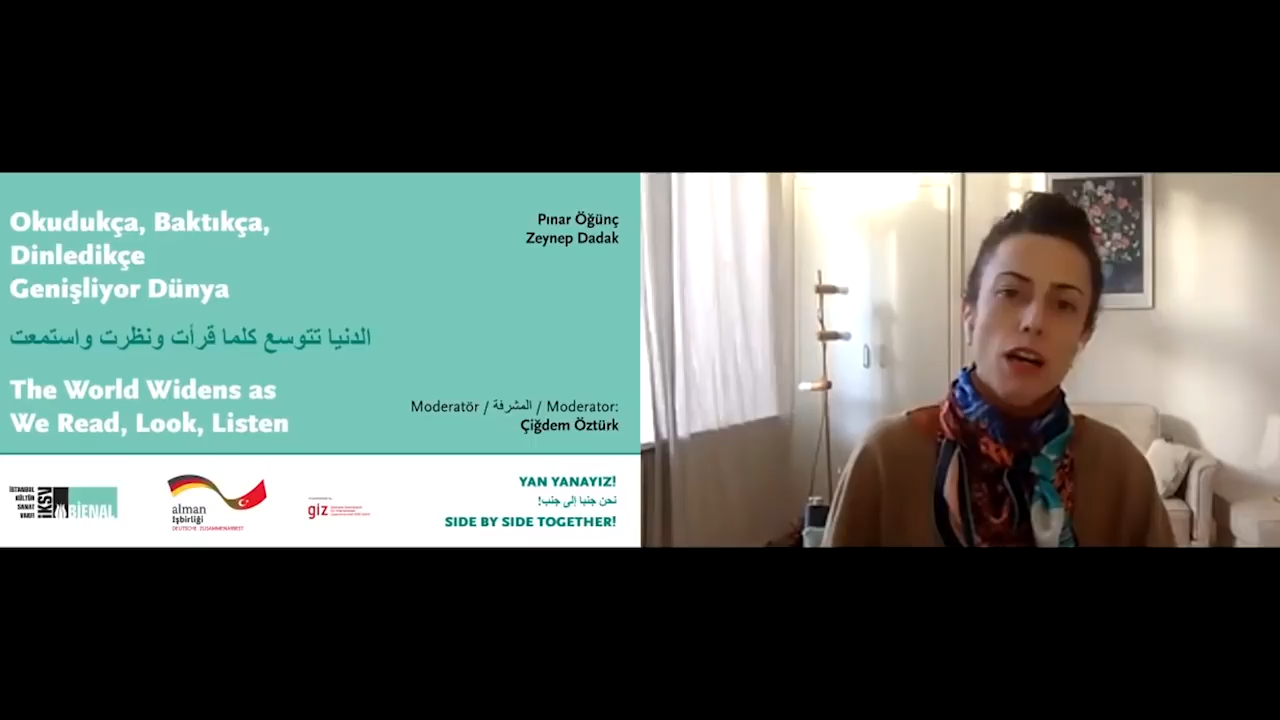 Okudukça, Baktıkça,
Dinledikçe
Genişliyor Dünya
الدنيا تتوسع كلما قرأت ونظرت واستمعت
The World Widens as
We Read, Look, Listen
Pınar Öğünç
Zeynep Dadak
Moderatör / المشرفة / Moderator:
Çiğdem Öztürk
İSTANBUL
KÜLTÜR
SANAT
VAKFI
İKSV
BİENAL
alman
işbirliği
DEUTSCHE ZUSAMMENARBEIT
giz
YAN YANAYIZ!
نحن جنبا إلى جنب!
SIDE BY SIDE TOGETHER!